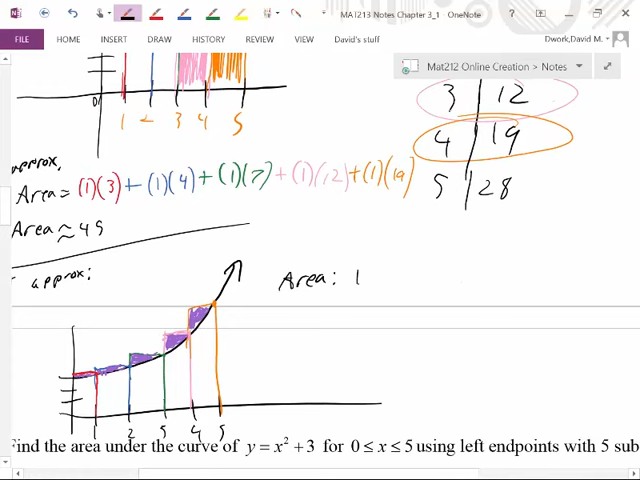 MAT213 Notes Chapter 3_1 - OneNote
FILE HOME INSERT DRAW HISTORY REVIEW VIEW David's stuff Dwork,David M.
Mat212 Online Creation > Notes
0 1 2 3 4 5
3 12
4 19
5 28
approx.
Area = (1)(3) + (1)(4) + (1)(7) + (1)(12) + (1)(19)
Area ≈ 45
approx:
Area: 1
1 2 3 4 5
Find the area under the curve of y = x² + 3 for 0 ≤ x ≤ 5 using left endpoints with 5 sub